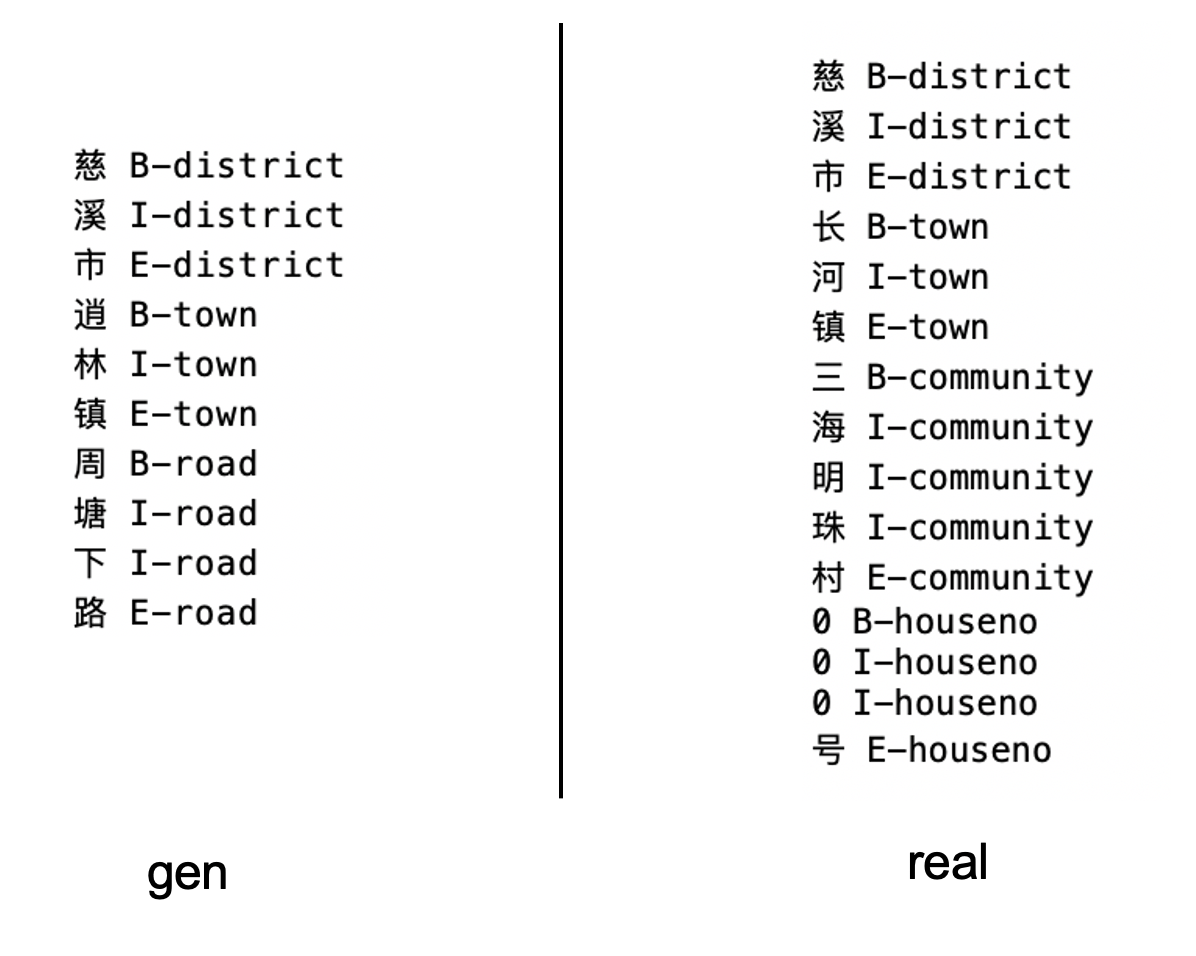 慈 B-district
溪 I-district
市 E-district
逍 B-town
林 I-town
镇 E-town
周 B-road
塘 I-road
下 I-road
路 E-road
gen
慈 B-district
溪 I-district
市 E-district
长 B-town
河 I-town
镇 E-town
三 B-community
海 I-community
明 I-community
珠 I-community
村 E-community
0 B-houseno
0 I-houseno
0 I-houseno
号 E-houseno
real